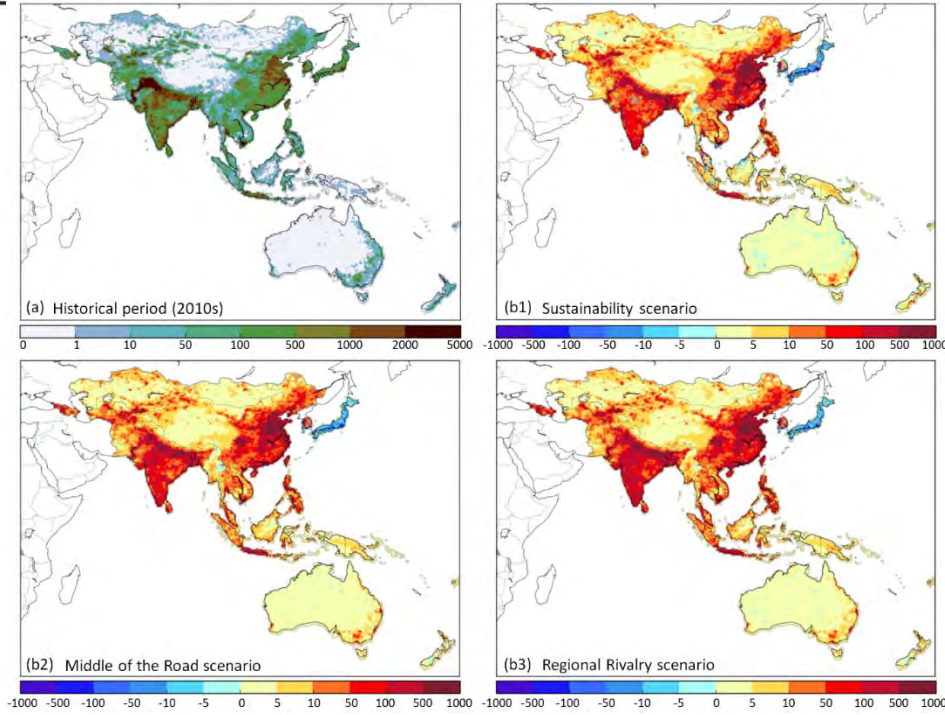 (a) Historical period (2010s)
0 1 10 50 100 500 1000 2000 5000
(b1) Sustainability scenario
-1000 -500 -100 -50 -10 -5 0 5 10 50 100 500 1000
(b2) Middle of the Road scenario
-1000 -500 -100 -50 -10 -5 0 5 10 50 100 500 1000
(b3) Regional Rivalry scenario
-1000 -500 -100 -50 -10 -5 0 5 10 50 100 500 1000